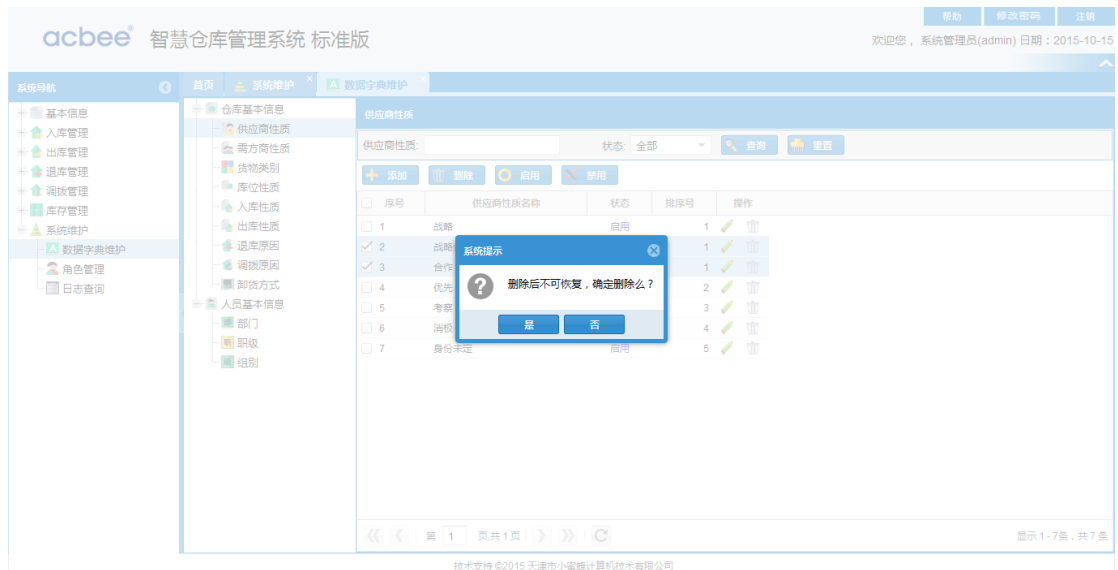 帮助 修改密码 注销
acbee 智慧仓库管理系统 标准版
欢迎您，系统管理员(admin) 日期：2015-10-15
系统导航 首页 系统维护 数据字典维护
基本信息
入库管理
出库管理
退库管理
调拨管理
库存管理
系统维护
数据字典维护
角色管理
日志查询
仓库基本信息
供应商性质
需方商性质
货物类别
库位性质
入库性质
出库性质
退库原因
调拨原因
卸货方式
人员基本信息
部门
职级
组别
供应商性质
供应商性质: 状态: 全部 查询 重置
添加 删除 启用 禁用
序号 供应商性质名称 状态 排序号 操作
1 战略 启用 1
2 战略 1
3 合作 1
4 优先 2
5 考察 3
6 消极 4
7 身份未定 启用 5
系统提示
删除后不可恢复，确定删除么？
是 否
第 1 页,共 1 页 显示 1 - 7条，共 7 条
技术支持 ©2015 天津市小蜜蜂计算机技术有限公司